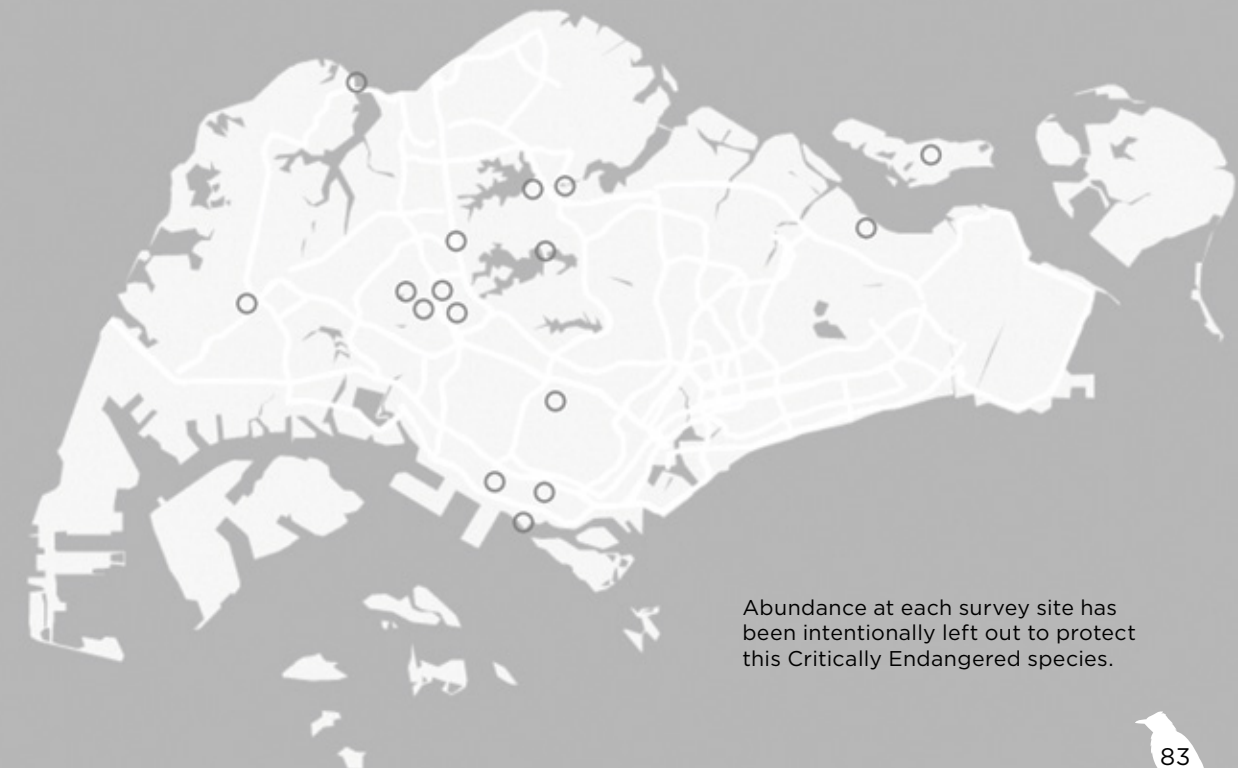 Abundance at each survey site has
been intentionally left out to protect
this Critically Endangered species.
83